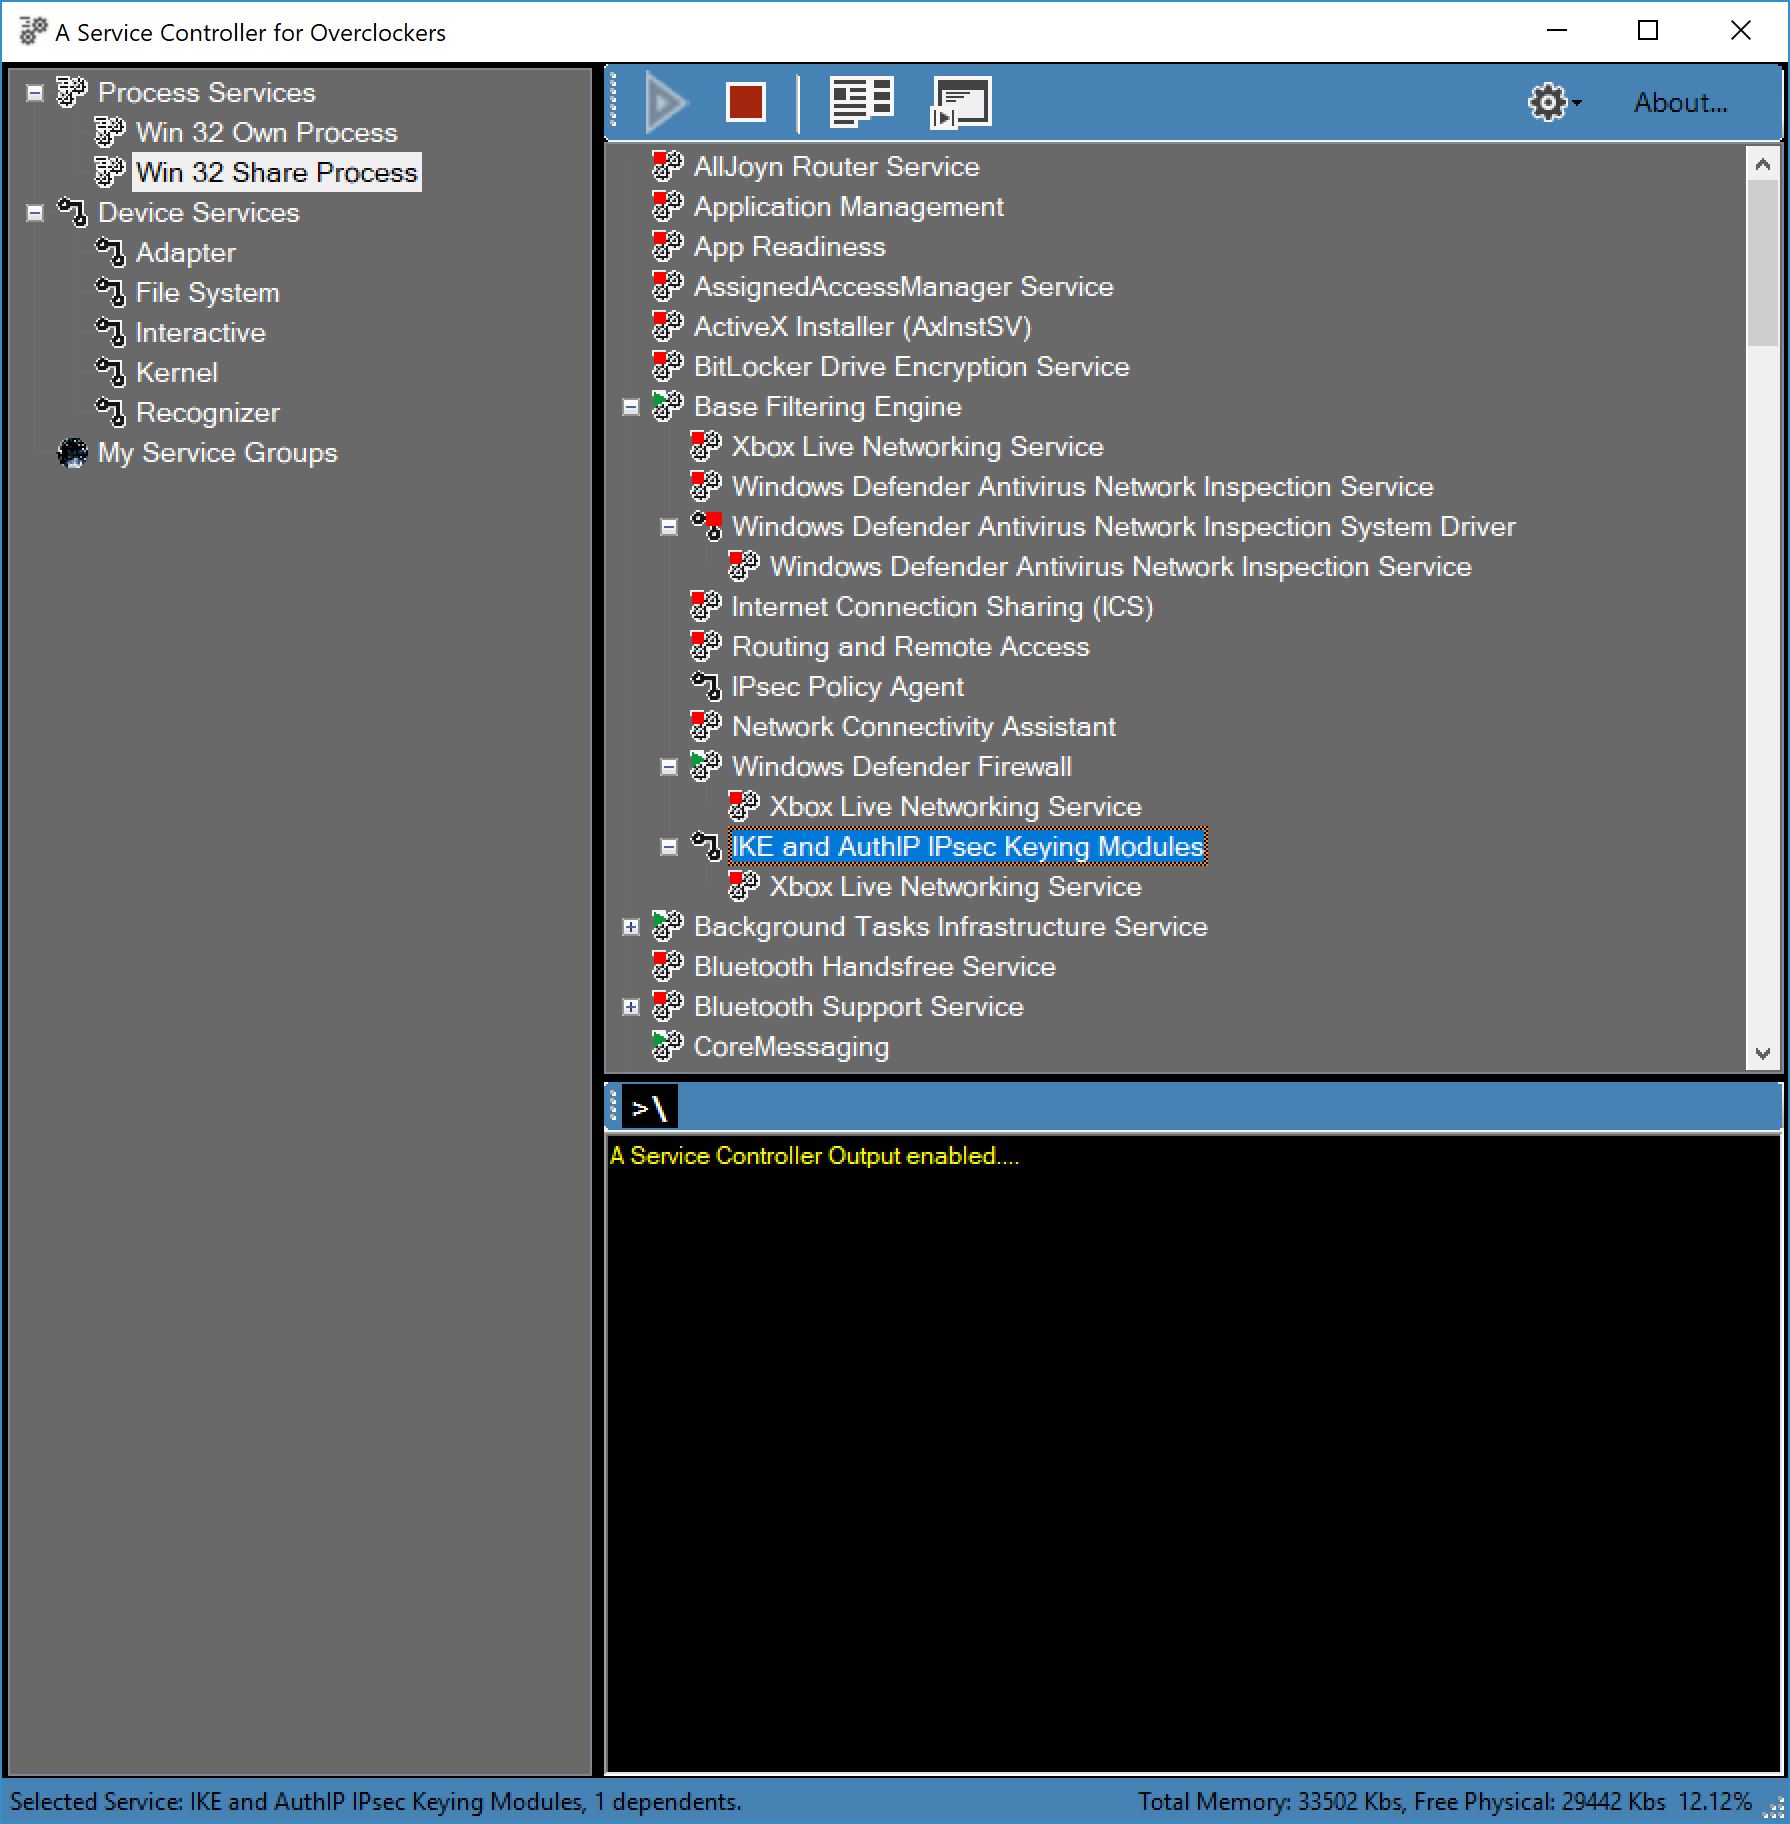 A Service Controller for Overclockers
Process Services
Win 32 Own Process
Win 32 Share Process
Device Services
Adapter
File System
Interactive
Kernel
Recognizer
My Service Groups
About...
AllJoyn Router Service
Application Management
App Readiness
AssignedAccessManager Service
ActiveX Installer (AxInstSV)
BitLocker Drive Encryption Service
Base Filtering Engine
Xbox Live Networking Service
Windows Defender Antivirus Network Inspection Service
Windows Defender Antivirus Network Inspection System Driver
Windows Defender Antivirus Network Inspection Service
Internet Connection Sharing (ICS)
Routing and Remote Access
IPsec Policy Agent
Network Connectivity Assistant
Windows Defender Firewall
Xbox Live Networking Service
IKE and AuthIP IPsec Keying Modules
Xbox Live Networking Service
Background Tasks Infrastructure Service
Bluetooth Handsfree Service
Bluetooth Support Service
CoreMessaging
>\
A Service Controller Output enabled....
Selected Service: IKE and AuthIP IPsec Keying Modules, 1 dependents.
Total Memory: 33502 Kbs, Free Physical: 29442 Kbs 12.12%